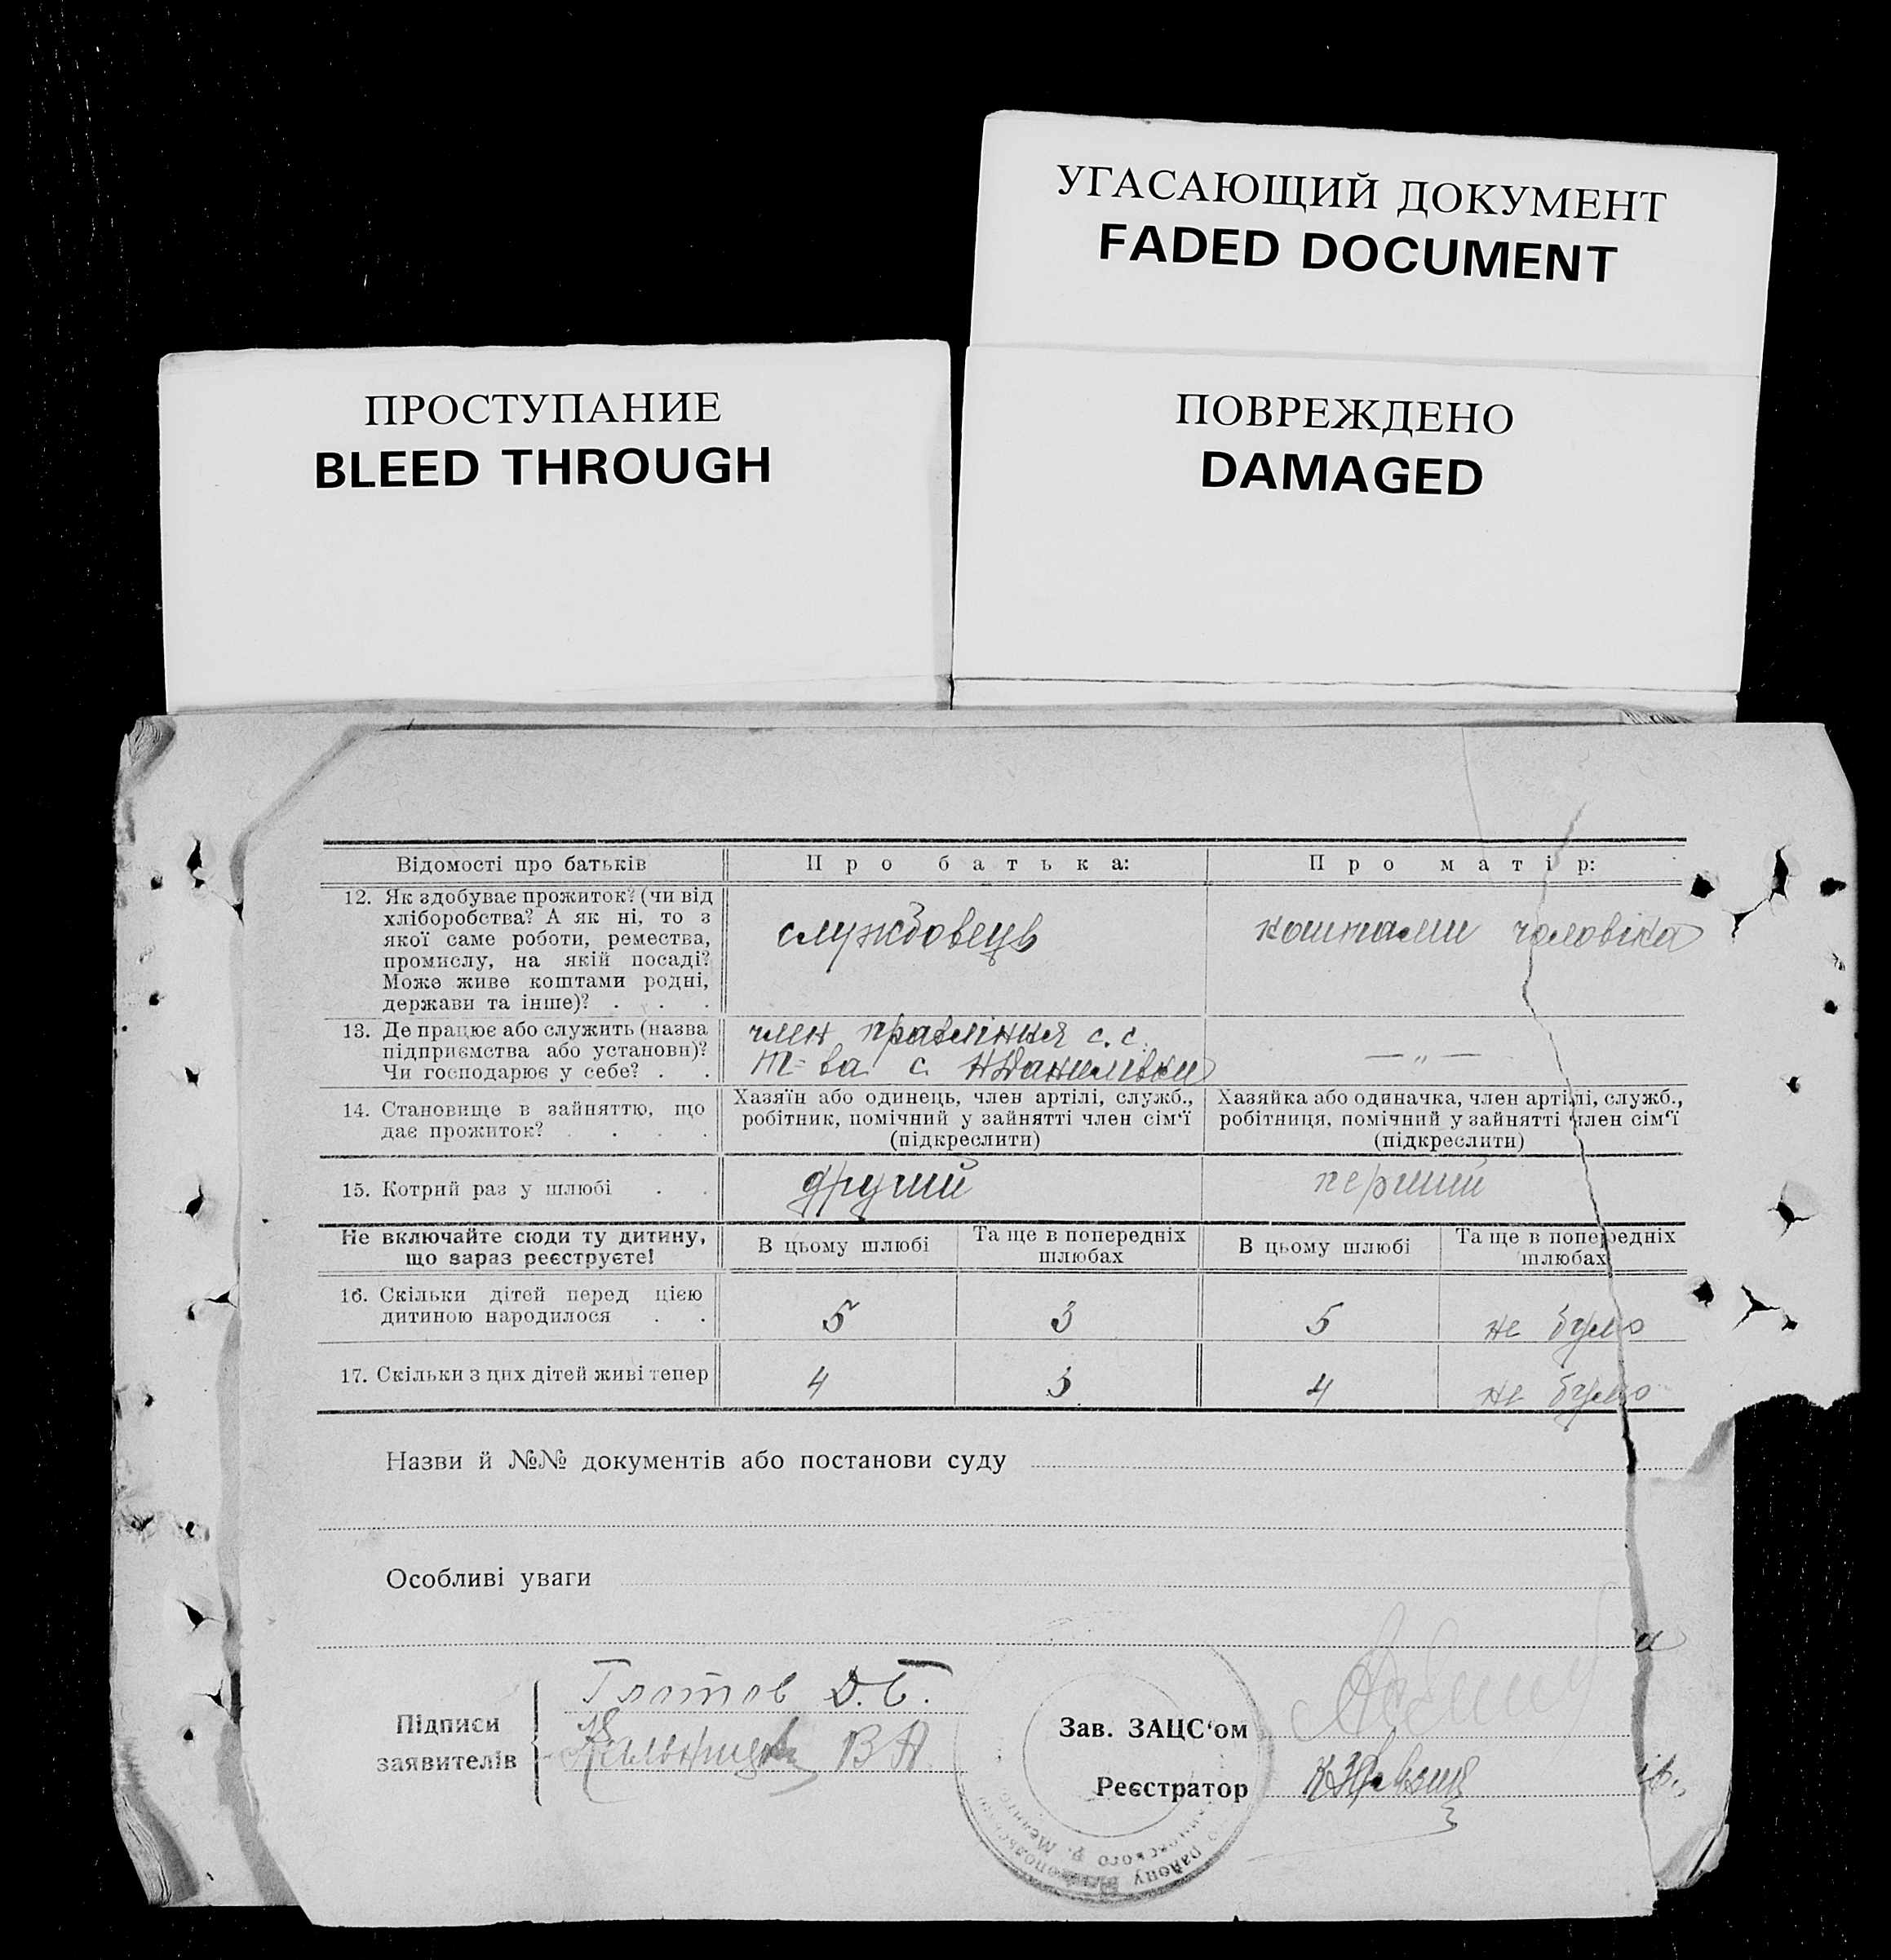 УГАСАЮЩИЙ ДОКУМЕНТ
FADED DOCUMENT
ПРОСТУПАНИЕ
BLEED THROUGH
ПОВРЕЖДЕНО
DAMAGED
Відомості про батьків
Про батька:
Про матір:
12. Як здобуває прожиток? (чи від
хліборобства? А як ні, то з
якої саме роботи, ремества,
промислу, на якій посаді?
Може живе коштами родні,
держави та інше)? . . .
службовець
коштами чоловіка
13. Де працює або служить (назва
підприємства або установи)?
Чи господарює у себе? . .
член правління с.с.
т-ва с. НДанилівки
— „ —
14. Становище в зайняттю, що
дає прожиток? . . . .
Хазяїн або одинець, член артілі, служб.,
робітник, помічний у зайнятті член сім'ї
(підкреслити)
Хазяйка або одиначка, член артілі, служб.,
робітниця, помічний у зайнятті член сім'ї
(підкреслити)
15. Котрий раз у шлюбі . .
другий
перший
Не включайте сюди ту дитину,
що зараз реєструєте!
В цьому шлюбі
Та ще в попередніх
шлюбах
В цьому шлюбі
Та ще в попередніх
шлюбах
16. Скільки дітей перед цією
дитиною народилося . .
5
3
5
не було
17. Скільки з цих дітей живі тепер
4
3
4
не було
Назви й №№ документів або постанови суду
Особливі уваги
Підписи
заявителів
Глотов Д.Б.
В А.
Зав. ЗАЦС'ом
Реєстратор
району